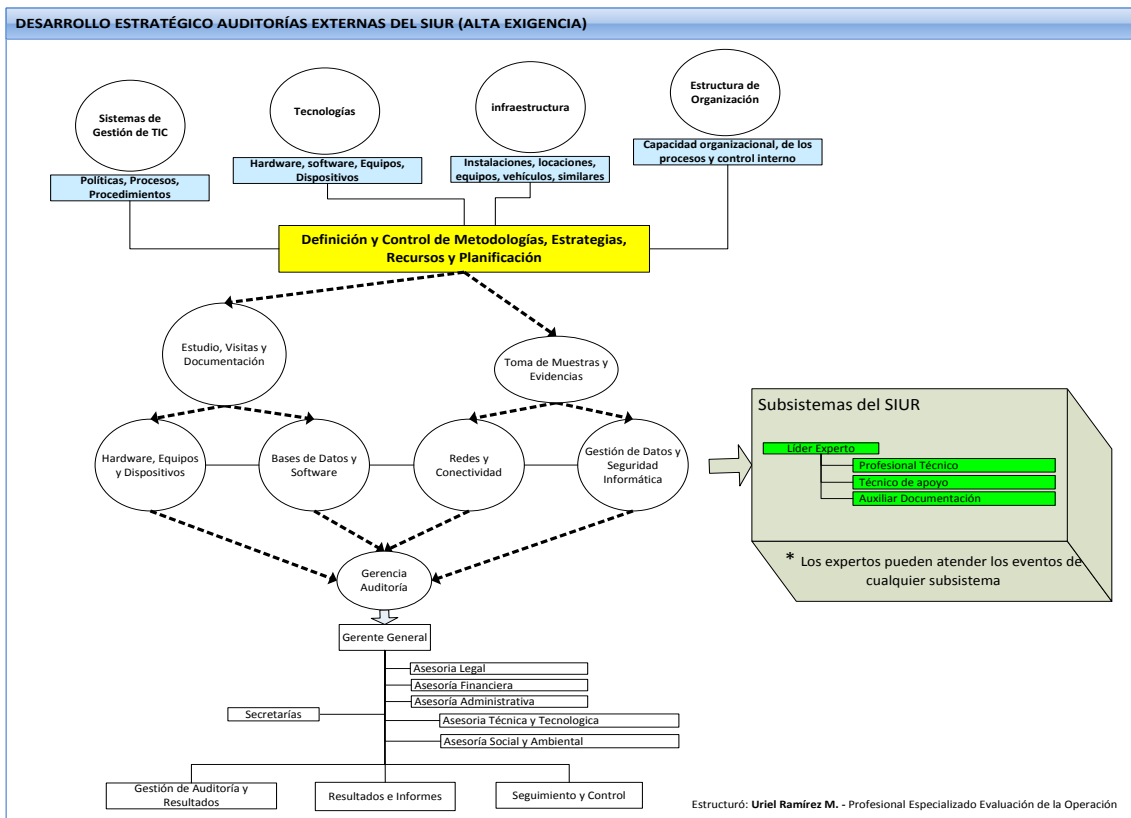 DESARROLLO ESTRATÉGICO AUDITORÍAS EXTERNAS DEL SIUR (ALTA EXIGENCIA)
Sistemas de
Gestión de TIC
Políticas, Procesos,
Procedimientos
Tecnologías
Hardware, software, Equipos,
Dispositivos
infraestructura
Instalaciones, locaciones,
equipos, vehículos, similares
Estructura de
Organización
Capacidad organizacional, de los
procesos y control interno
Definición y Control de Metodologías, Estrategias,
Recursos y Planificación
Estudio, Visitas y
Documentación
Toma de Muestras y
Evidencias
Hardware, Equipos
y Dispositivos
Bases de Datos y
Software
Redes y
Conectividad
Gestión de Datos y
Seguridad
Informática
Subsistemas del SIUR
Líder Experto
Profesional Técnico
Técnico de apoyo
Auxiliar Documentación
* Los expertos pueden atender los eventos de
cualquier subsistema
Gerencia
Auditoría
Gerente General
Asesoria Legal
Asesoría Financiera
Asesoría Administrativa
Secretarías
Asesoria Técnica y Tecnologica
Asesoría Social y Ambiental
Gestión de Auditoría y
Resultados
Resultados e Informes
Seguimiento y Control
Estructuró: Uriel Ramírez M. - Profesional Especializado Evaluación de la Operación